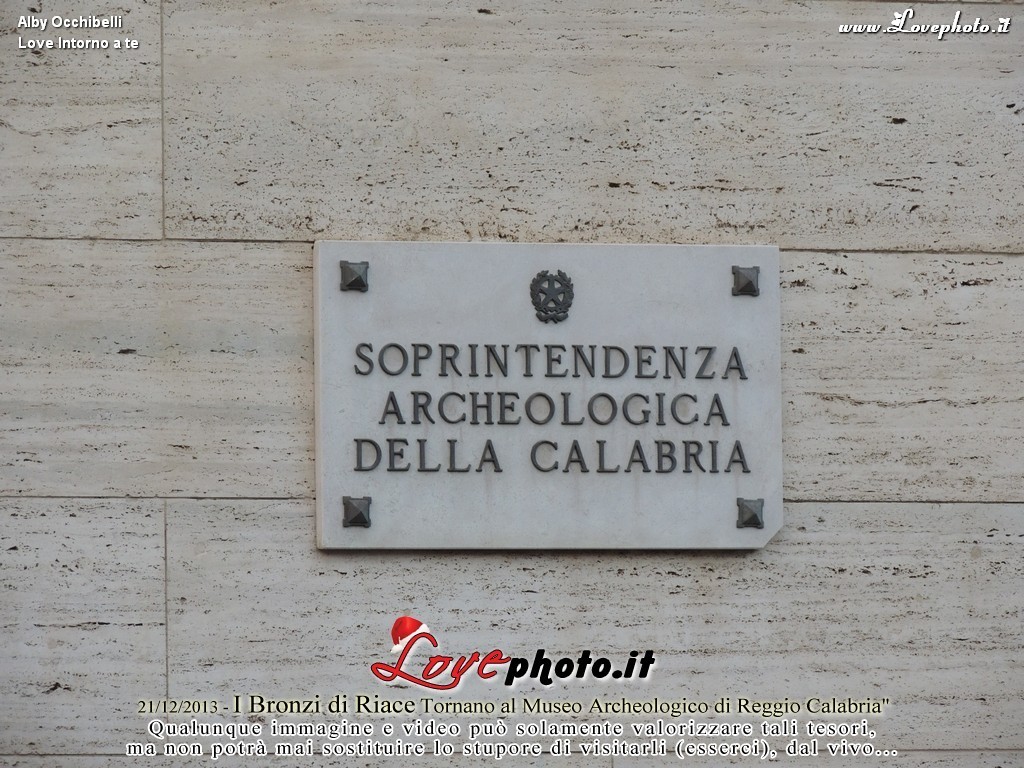 Alby Occhibelli
Love Intorno a te
www.Lovephoto.it
SOPRINTENDENZA
ARCHEOLOGICA
DELLA CALABRIA
Lovephoto.it
21/12/2013 - I Bronzi di Riace Tornano al Museo Archeologico di Reggio Calabria"
Qualunque immagine e video può solamente valorizzare tali tesori,
ma non potrà mai sostituire lo stupore di visitarli (esserci), dal vivo...